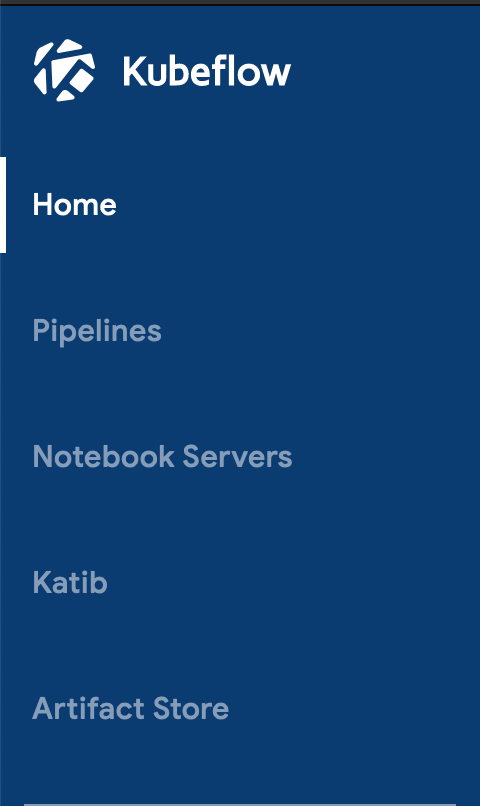 Kubeflow
Home
Pipelines
Notebook Servers
Katib
Artifact Store